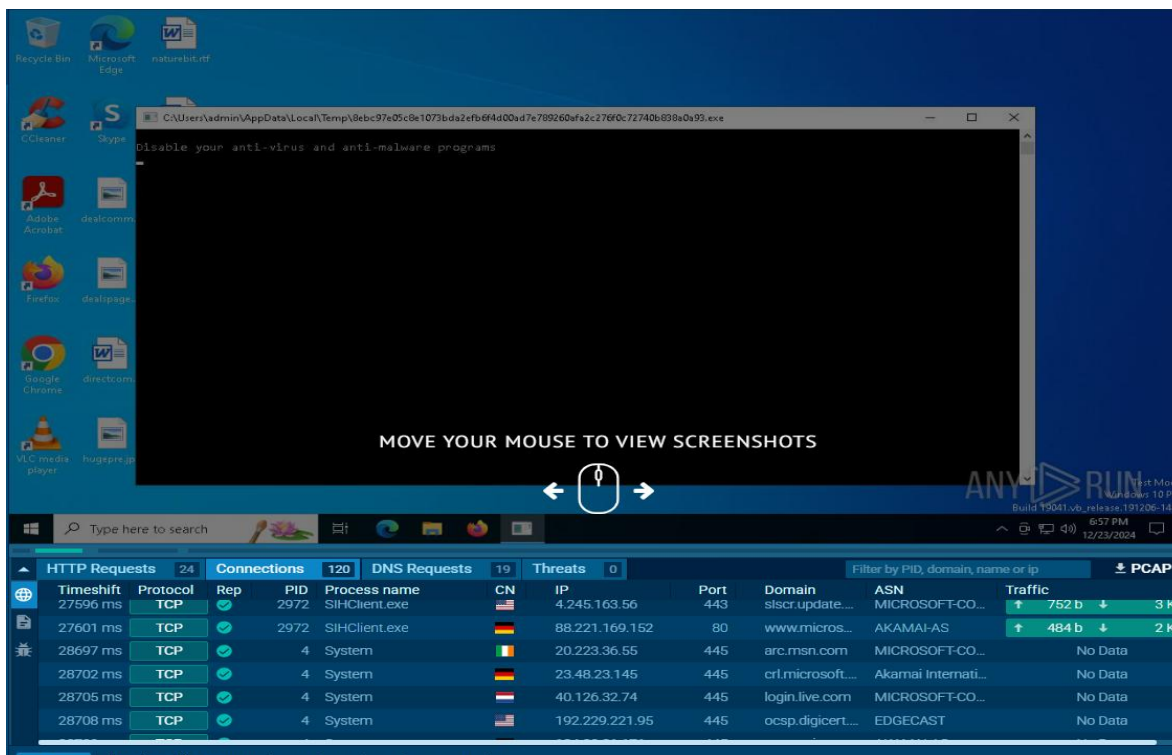 Recycle Bin
Microsoft Edge
naturebit.rtf
CCleaner
Skype
C:\Users\admin\AppData\Local\Temp\8ebc97e05c8e1073bda2efb6f4d00ad7e789260afa2c276f0c72740b838a0a93.exe
Disable your anti-virus and anti-malware programs
Adobe Acrobat
dealcomm.
Firefox
dealspage.
Google Chrome
directcom.
VLC media player
hugepre.jp
MOVE YOUR MOUSE TO VIEW SCREENSHOTS
ANY RUN
Test Mo
Windows 10 P
Build 19041.vb_release.191206-14
Type here to search
6:57 PM
12/23/2024
HTTP Requests 24 Connections 120 DNS Requests 19 Threats 0 Filter by PID, domain, name or ip PCAP
Timeshift Protocol Rep PID Process name CN IP Port Domain ASN Traffic
27596 ms TCP 2972 SIHClient.exe 4.245.163.56 443 slscr.update.... MICROSOFT-CO... 752 b 3 K
27601 ms TCP 2972 SIHClient.exe 88.221.169.152 80 www.micros... AKAMAI-AS 484 b 2 K
28697 ms TCP 4 System 20.223.36.55 445 arc.msn.com MICROSOFT-CO... No Data
28702 ms TCP 4 System 23.48.23.145 445 crl.microsoft.... Akamai Internati... No Data
28705 ms TCP 4 System 40.126.32.74 445 login.live.com MICROSOFT-CO... No Data
28708 ms TCP 4 System 192.229.221.95 445 ocsp.digicert.... EDGECAST No Data